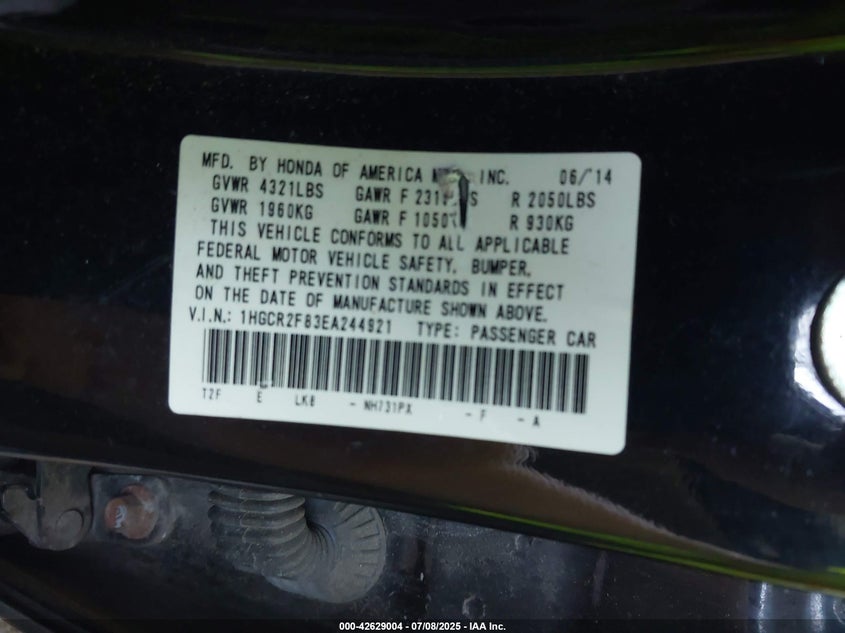 MFD. BY HONDA OF AMERICA INC. 06/'14
GVWR 4321LBS GAWR F R 2050LBS
GVWR 1960KG GAWR F 1050 R 930KG
THIS VEHICLE CONFORMS TO ALL APPLICABLE
FEDERAL MOTOR VEHICLE SAFETY, BUMPER,
AND THEFT PREVENTION STANDARDS IN EFFECT
ON THE DATE OF MANUFACTURE SHOWN ABOVE.
V.I.N.: 1HGCR2F83EA244921 TYPE: PASSENGER CAR
T2F E LK8 - NH731PX - F - A
000-42629004 - 07/08/2025 - IAA Inc.